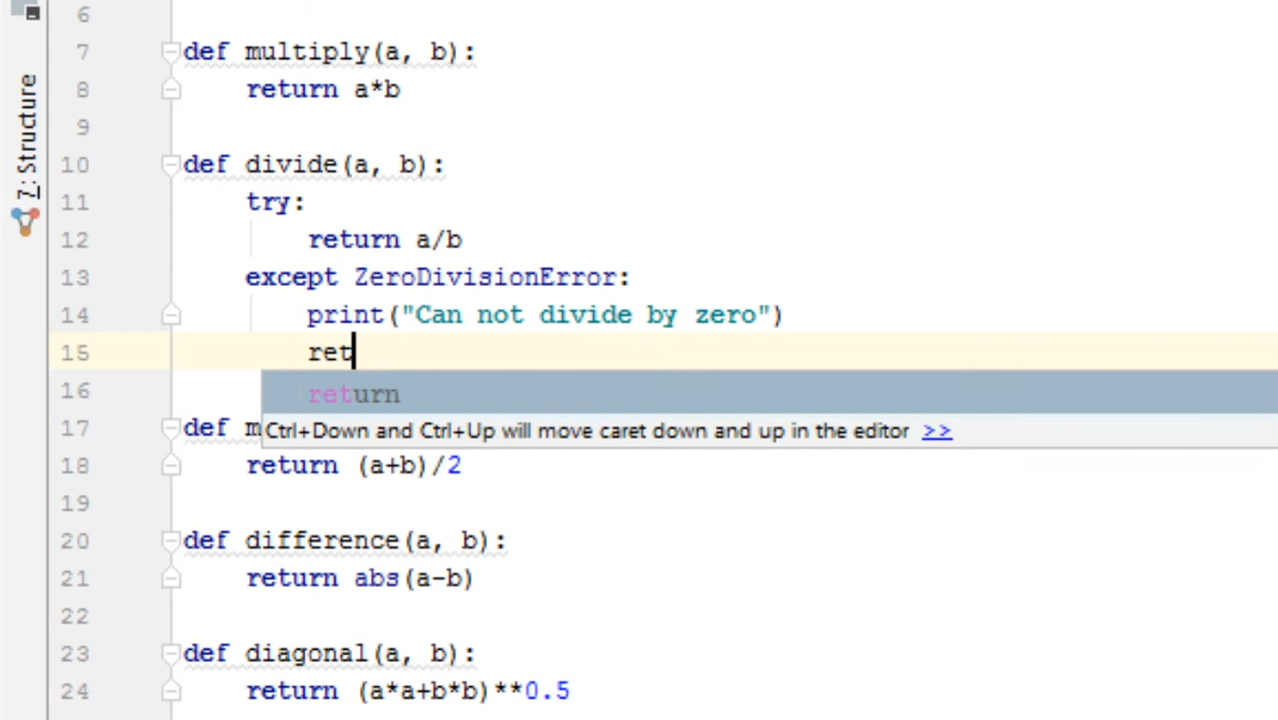 7: Structure
6
7 def multiply(a, b):
8 return a*b
9
10 def divide(a, b):
11 try:
12 return a/b
13 except ZeroDivisionError:
14 print("Can not divide by zero")
15 ret
return
16
17 def m
Ctrl+Down and Ctrl+Up will move caret down and up in the editor >>
18 return (a+b)/2
19
20 def difference(a, b):
21 return abs(a-b)
22
23 def diagonal(a, b):
24 return (a*a+b*b)**0.5